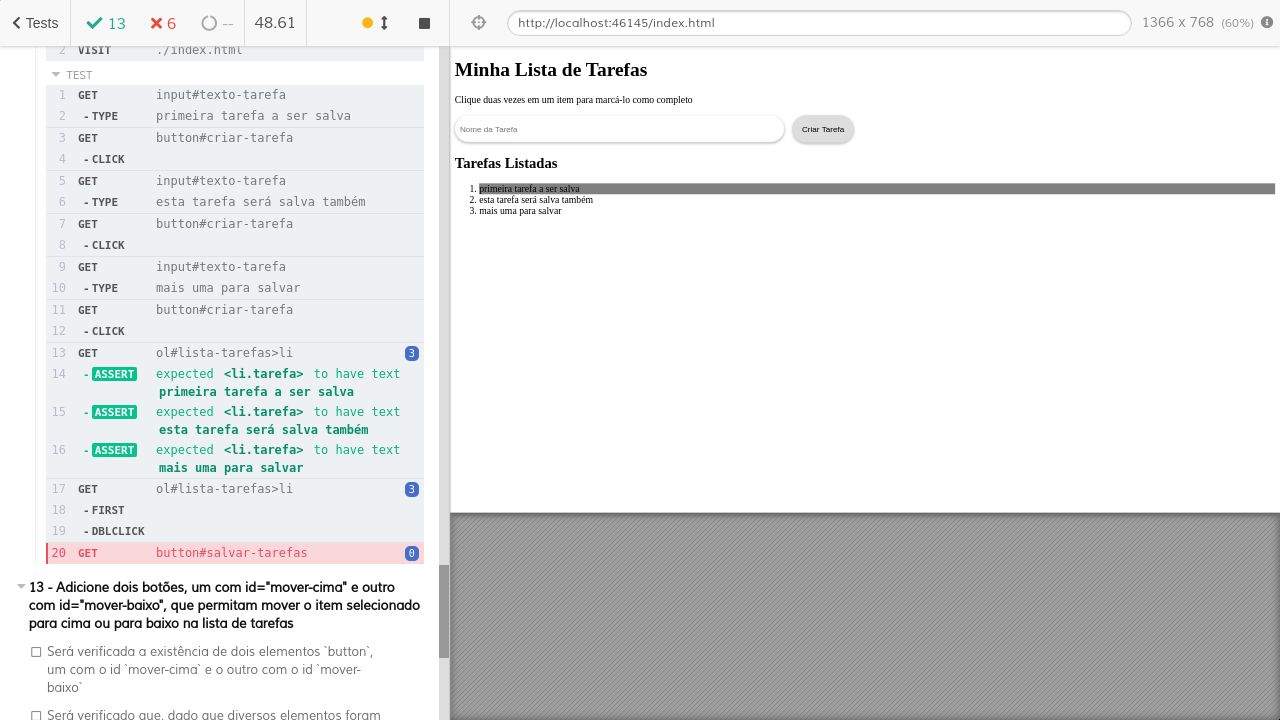 Tests
13
6
--
48.61
http://localhost:46145/index.html
1366 x 768 (60%)
2 VISIT ./index.html
TEST
1 GET input#texto-tarefa
2 -TYPE primeira tarefa a ser salva
3 GET button#criar-tarefa
4 -CLICK
5 GET input#texto-tarefa
6 -TYPE esta tarefa será salva também
7 GET button#criar-tarefa
8 -CLICK
9 GET input#texto-tarefa
10 -TYPE mais uma para salvar
11 GET button#criar-tarefa
12 -CLICK
13 GET ol#lista-tarefas>li 3
14 -ASSERT expected <li.tarefa> to have text
primeira tarefa a ser salva
15 -ASSERT expected <li.tarefa> to have text
esta tarefa será salva também
16 -ASSERT expected <li.tarefa> to have text
mais uma para salvar
17 GET ol#lista-tarefas>li 3
18 -FIRST
19 -DBLCLICK
20 GET button#salvar-tarefas 0
13 - Adicione dois botões, um com id="mover-cima" e outro
com id="mover-baixo", que permitam mover o item selecionado
para cima ou para baixo na lista de tarefas
Será verificada a existência de dois elementos `button`,
um com o id `mover-cima` e o outro com o id `mover-
baixo`
Será verificado que, dado que diversos elementos foram
Minha Lista de Tarefas
Clique duas vezes em um item para marcá-lo como completo
Nome da Tarefa
Criar Tarefa
Tarefas Listadas
1. primeira tarefa a ser salva
2. esta tarefa será salva também
3. mais uma para salvar